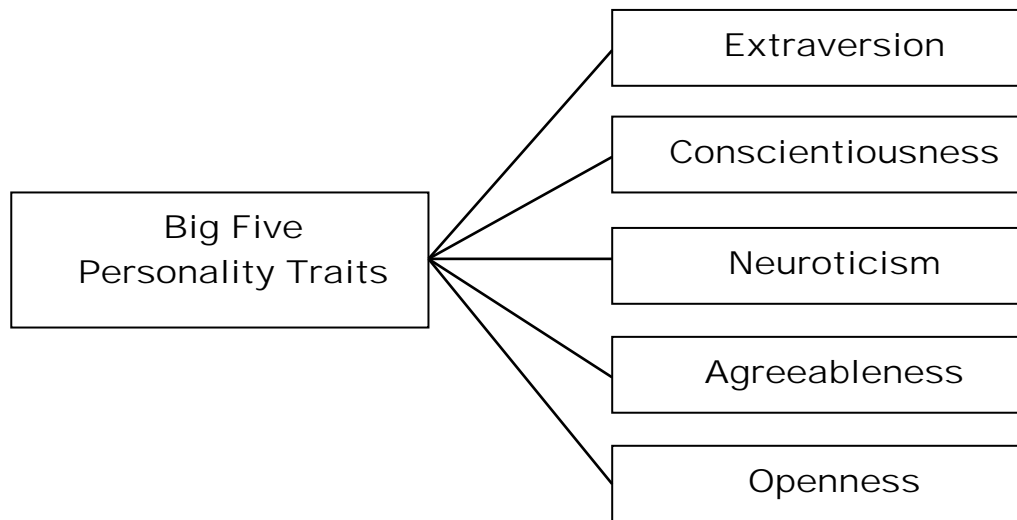 Big Five
Personality Traits
Extraversion
Conscientiousness
Neuroticism
Agreeableness
Openness